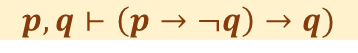 p, q ⊢ (p → ¬q) → q)